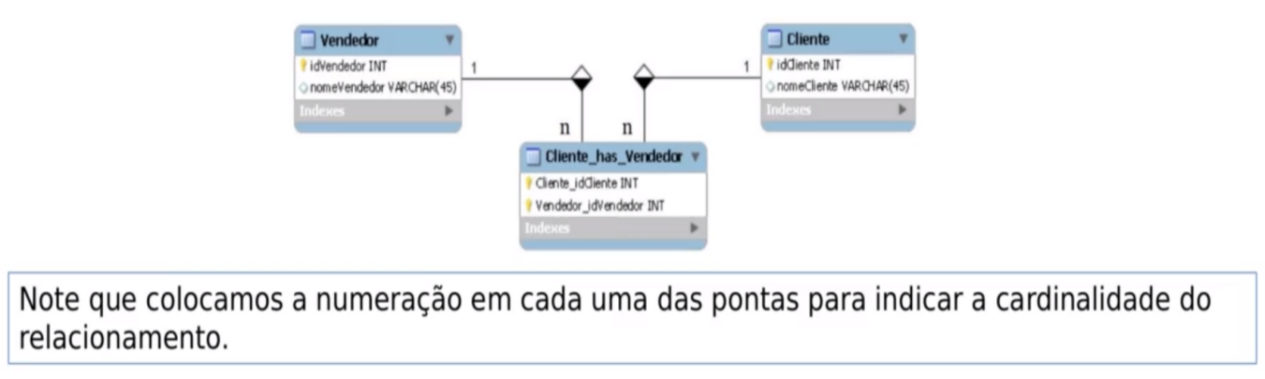 Vendedor
idVendedor INT
nomeVendedor VARCHAR(45)
Indexes
1
n
Cliente
idCliente INT
nomeCliente VARCHAR(45)
Indexes
1
n
Cliente_has_Vendedor
Cliente_idCliente INT
Vendedor_idVendedor INT
Indexes
Note que colocamos a numeração em cada uma das pontas para indicar a cardinalidade do
relacionamento.